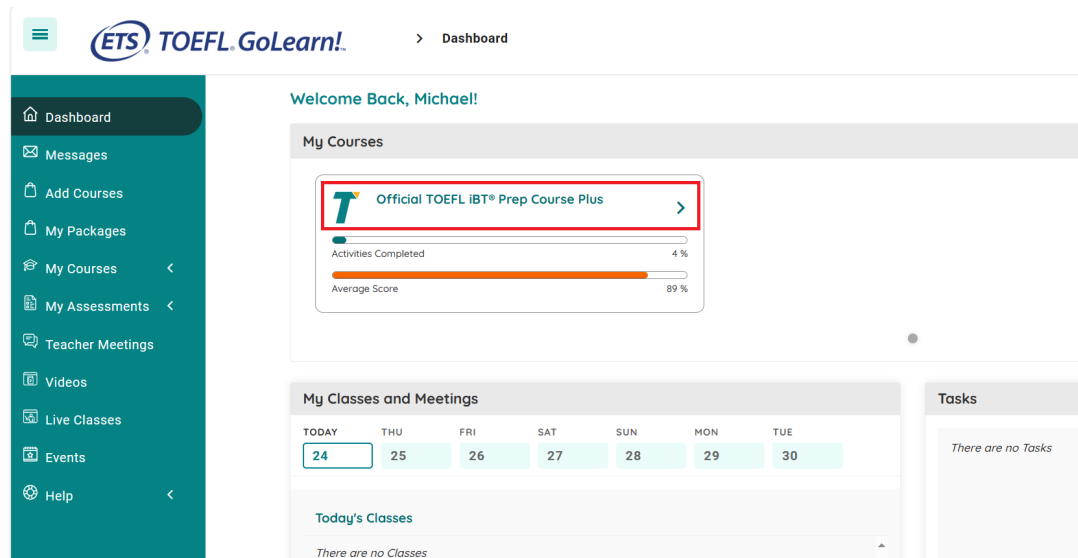 ETS® TOEFL® GoLearn!™ > Dashboard
Welcome Back, Michael!
Dashboard
Messages
Add Courses
My Packages
My Courses
My Assessments
Teacher Meetings
Videos
Live Classes
Events
Help
My Courses
Official TOEFL iBT® Prep Course Plus
Activities Completed 4 %
Average Score 89 %
My Classes and Meetings
TODAY THU FRI SAT SUN MON TUE
24 25 26 27 28 29 30
Today's Classes
There are no Classes
Tasks
There are no Tasks